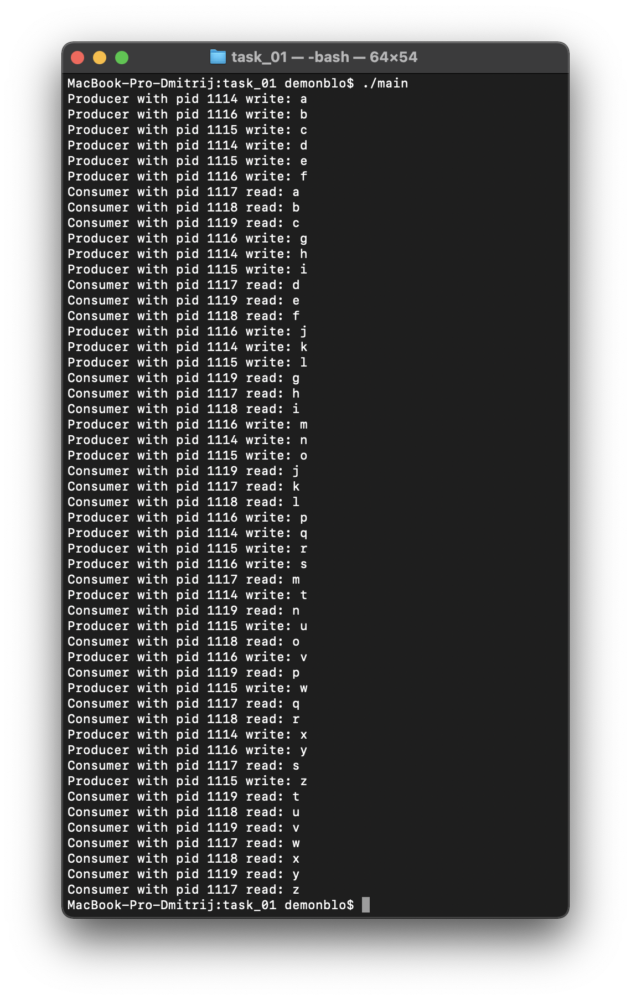 task_01 — -bash — 64×54
MacBook-Pro-Dmitrij:task_01 demonblo$ ./main
Producer with pid 1114 write: a
Producer with pid 1116 write: b
Producer with pid 1115 write: c
Producer with pid 1114 write: d
Producer with pid 1115 write: e
Producer with pid 1116 write: f
Consumer with pid 1117 read: a
Consumer with pid 1118 read: b
Consumer with pid 1119 read: c
Producer with pid 1116 write: g
Producer with pid 1114 write: h
Producer with pid 1115 write: i
Consumer with pid 1117 read: d
Consumer with pid 1119 read: e
Consumer with pid 1118 read: f
Producer with pid 1116 write: j
Producer with pid 1114 write: k
Producer with pid 1115 write: l
Consumer with pid 1119 read: g
Consumer with pid 1117 read: h
Consumer with pid 1118 read: i
Producer with pid 1116 write: m
Producer with pid 1114 write: n
Producer with pid 1115 write: o
Consumer with pid 1119 read: j
Consumer with pid 1117 read: k
Consumer with pid 1118 read: l
Producer with pid 1116 write: p
Producer with pid 1114 write: q
Producer with pid 1115 write: r
Producer with pid 1116 write: s
Consumer with pid 1117 read: m
Producer with pid 1114 write: t
Consumer with pid 1119 read: n
Producer with pid 1115 write: u
Consumer with pid 1118 read: o
Producer with pid 1116 write: v
Consumer with pid 1119 read: p
Producer with pid 1115 write: w
Consumer with pid 1117 read: q
Consumer with pid 1118 read: r
Producer with pid 1114 write: x
Producer with pid 1116 write: y
Consumer with pid 1117 read: s
Producer with pid 1115 write: z
Consumer with pid 1119 read: t
Consumer with pid 1118 read: u
Consumer with pid 1119 read: v
Consumer with pid 1117 read: w
Consumer with pid 1118 read: x
Consumer with pid 1119 read: y
Consumer with pid 1117 read: z
MacBook-Pro-Dmitrij:task_01 demonblo$